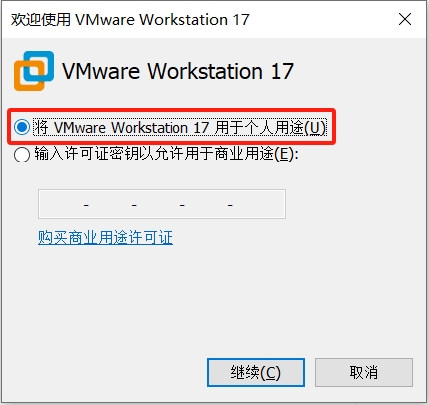 欢迎使用 VMware Workstation 17
VMware Workstation 17
将 VMware Workstation 17 用于个人用途(U)
输入许可证密钥以允许用于商业用途(E):
- - - -
购买商业用途许可证
继续(C) 取消